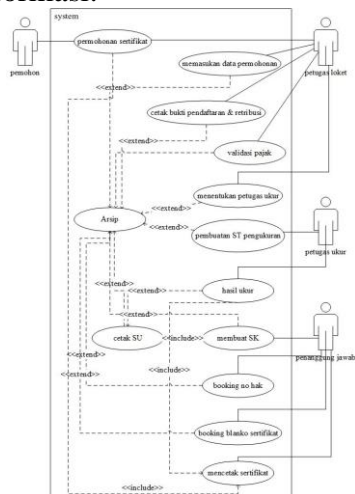 system
permohonan sertifikat
pemohon
petugas loket
memasukan data permohonan
<<extend>>
cetak bukti pendaftaran & retribusi
<<extend>>
validasi pajak
<<extend>>
menentukan petugas ukur
<<extend>>
Arsip
<<extend>>
pembuatan ST pengukuran
petugas ukur
hasil ukur
<<extend>>
<<extend>>
<<extend>>
cetak SU
<<include>>
membuat SK
penanggung jawab
<<extend>>
<<extend>>
<<include>>
booking no hak
booking blanko sertifikat
mencetak sertifikat
<<include>>